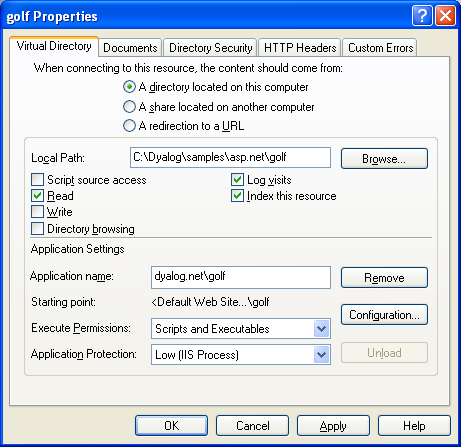 golf Properties
Virtual Directory Documents Directory Security HTTP Headers Custom Errors
When connecting to this resource, the content should come from:
A directory located on this computer
A share located on another computer
A redirection to a URL
Local Path: C:\Dyalog\samples\asp.net\golf Browse...
Script source access Log visits
Read Index this resource
Write
Directory browsing
Application Settings
Application name: dyalog.net\golf Remove
Starting point: <Default Web Site...\golf
Configuration...
Execute Permissions: Scripts and Executables
Application Protection: Low (IIS Process) Unload
OK Cancel Apply Help